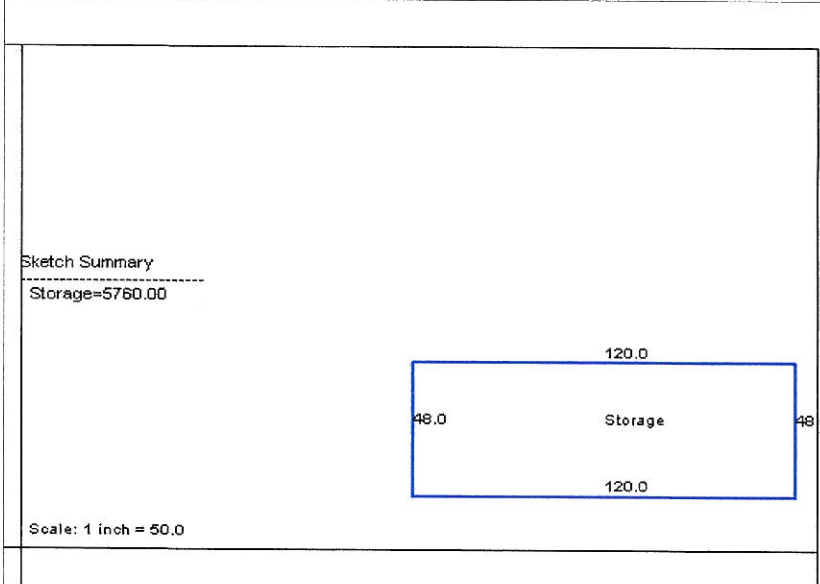 Sketch Summary
Storage=5760.00
120.0
48.0 Storage 48
120.0
Scale: 1 inch = 50.0